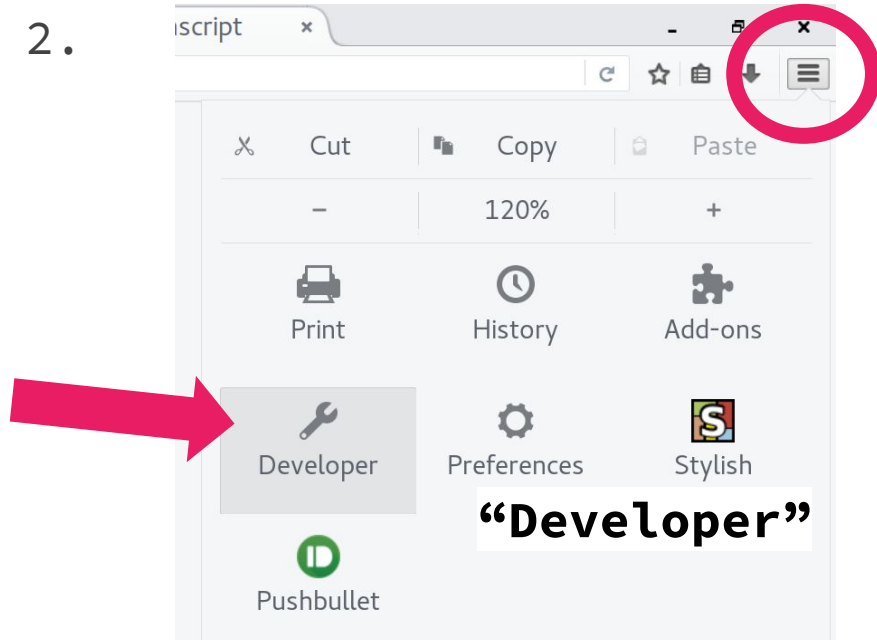 2.
script
Cut Copy Paste
− 120% +
Print History Add-ons
Developer Preferences Stylish
“Developer”
Pushbullet